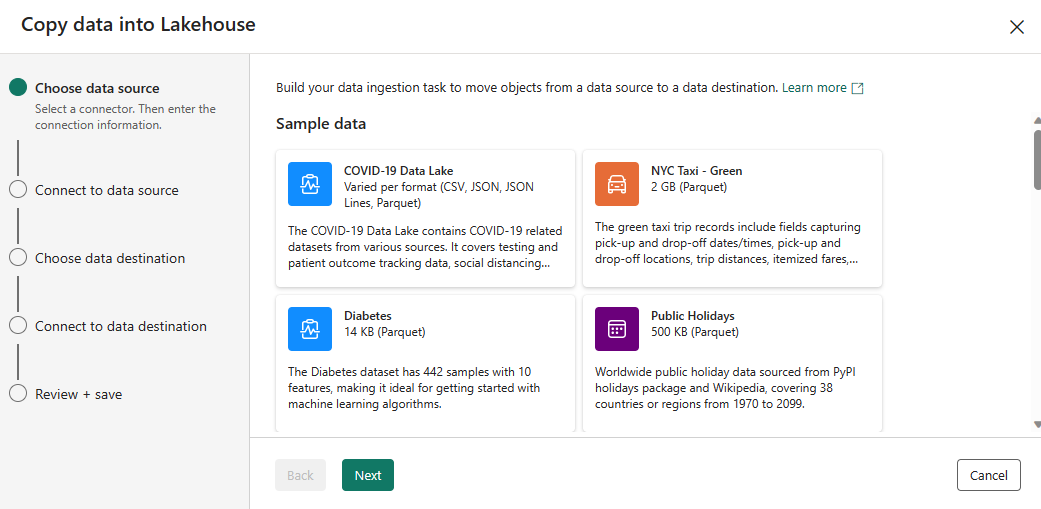 Copy data into Lakehouse
Choose data source
Select a connector. Then enter the
connection information.
Connect to data source
Choose data destination
Connect to data destination
Review + save
Build your data ingestion task to move objects from a data source to a data destination. Learn more
Sample data
COVID-19 Data Lake
Varied per format (CSV, JSON, JSON
Lines, Parquet)
The COVID-19 Data Lake contains COVID-19 related
datasets from various sources. It covers testing and
patient outcome tracking data, social distancing...
NYC Taxi - Green
2 GB (Parquet)
The green taxi trip records include fields capturing
pick-up and drop-off dates/times, pick-up and
drop-off locations, trip distances, itemized fares,...
Diabetes
14 KB (Parquet)
The Diabetes dataset has 442 samples with 10
features, making it ideal for getting started with
machine learning algorithms.
Public Holidays
500 KB (Parquet)
Worldwide public holiday data sourced from PyPI
holidays package and Wikipedia, covering 38
countries or regions from 1970 to 2099.
Back
Next
Cancel